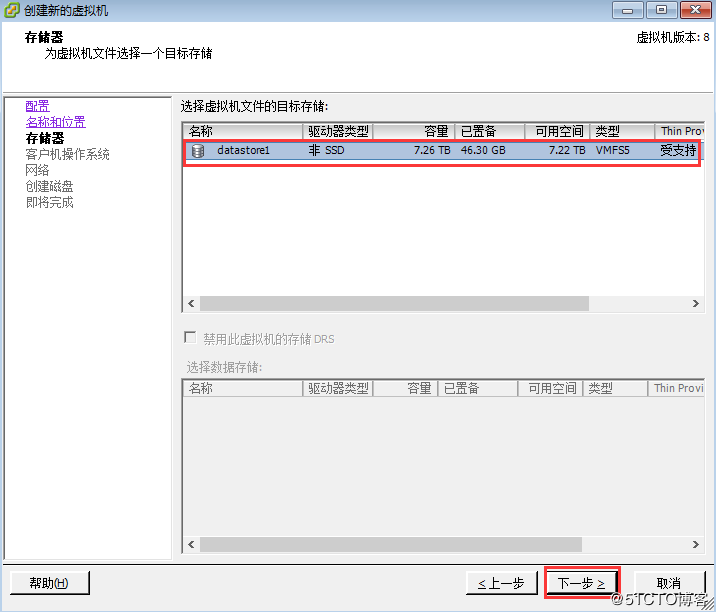 创建新的虚拟机
存储器
为虚拟机文件选择一个目标存储
虚拟机版本: 8
配置
名称和位置
存储器
客户机操作系统
网络
创建磁盘
即将完成
选择虚拟机文件的目标存储:
名称 驱动器类型 容量 已置备 可用空间 类型 Thin Prov
datastore1 非 SSD 7.26 TB 46.30 GB 7.22 TB VMFS5 受支持
禁用此虚拟机的存储 DRS
选择数据存储:
名称 驱动器类型 容量 已置备 可用空间 类型 Thin Provi
帮助(H) < 上一步 下一步 > 取消
@51CTO博客